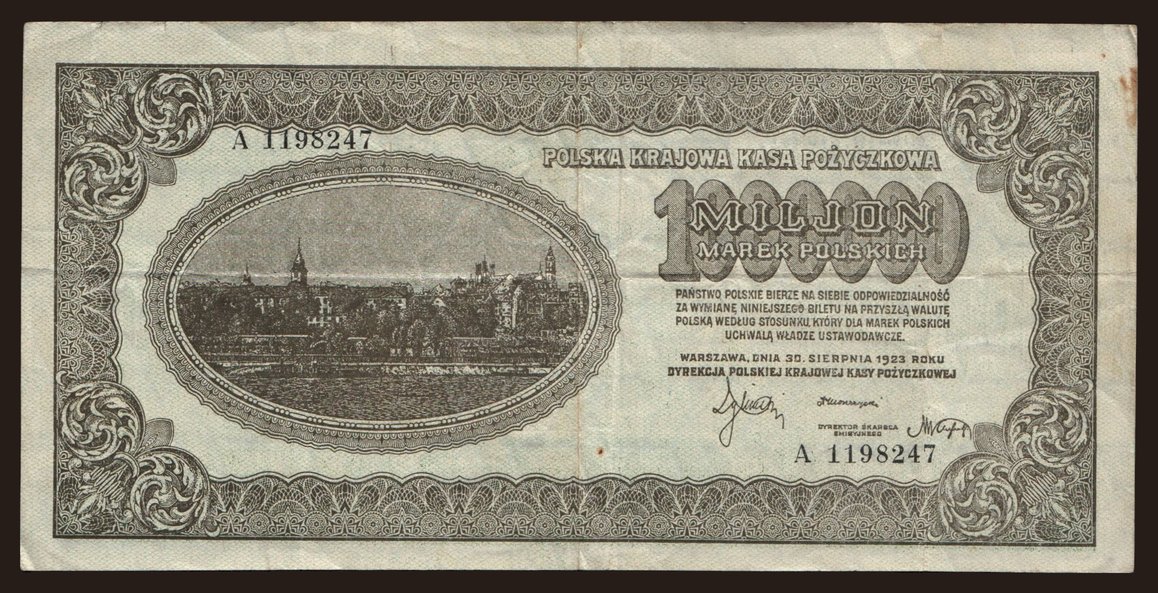 A 1198247
POLSKA KRAJOWA KASA POŻYCZKOWA
1000000
MILJON
MAREK POLSKICH
PAŃSTWO POLSKIE BIERZE NA SIEBIE ODPOWIEDZIALNOŚĆ
ZA WYMIANĘ NINIEJSZEGO BILETU NA PRZYSZŁĄ WALUTĘ
POLSKĄ WEDŁUG STOSUNKU, KTÓRY DLA MAREK POLSKICH
UCHWALĄ WŁADZE USTAWODAWCZE.
WARSZAWA, DNIA 30. SIERPNIA 1923 ROKU
DYREKCJA POLSKIEJ KRAJOWEJ KASY POŻYCZKOWEJ
DYREKTOR SKARBCA
EMISYJNEGO
A 1198247